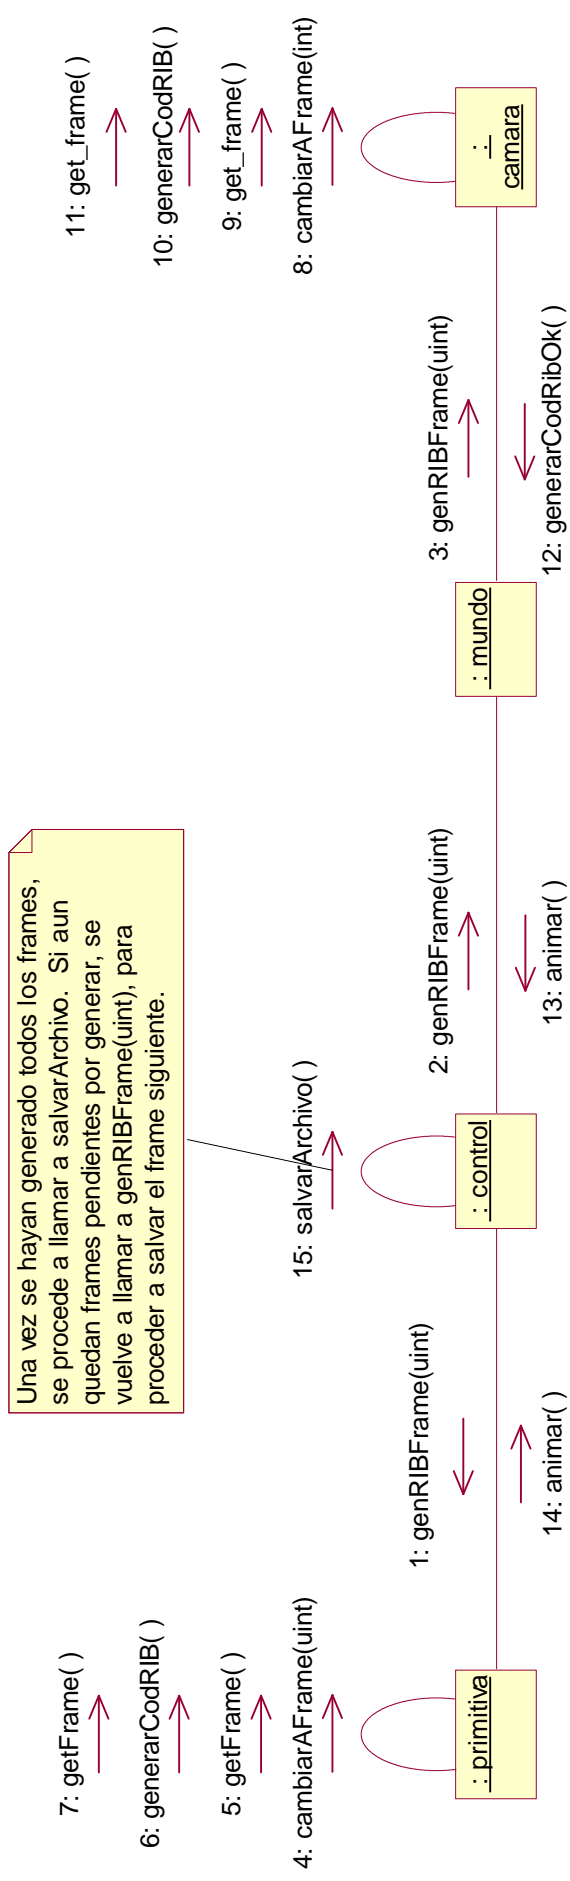 Una vez se hayan generado todos los frames,
se procede a llamar a salvarArchivo.  Si aun
quedan frames pendientes por generar, se
vuelve a llamar a genRIBFrame(uint), para
proceder a salvar el frame siguiente.
7: getFrame( )
6: generarCodRIB( )
5: getFrame( )
4: cambiarAFrame(uint)
: primitiva
1: genRIBFrame(uint)
14: animar( )
15: salvarArchivo( )
: control
2: genRIBFrame(uint)
13: animar( )
: mundo
3: genRIBFrame(uint)
12: generarCodRibOk( )
11: get_frame( )
10: generarCodRIB( )
9: get_frame( )
8: cambiarAFrame(int)
:
camara